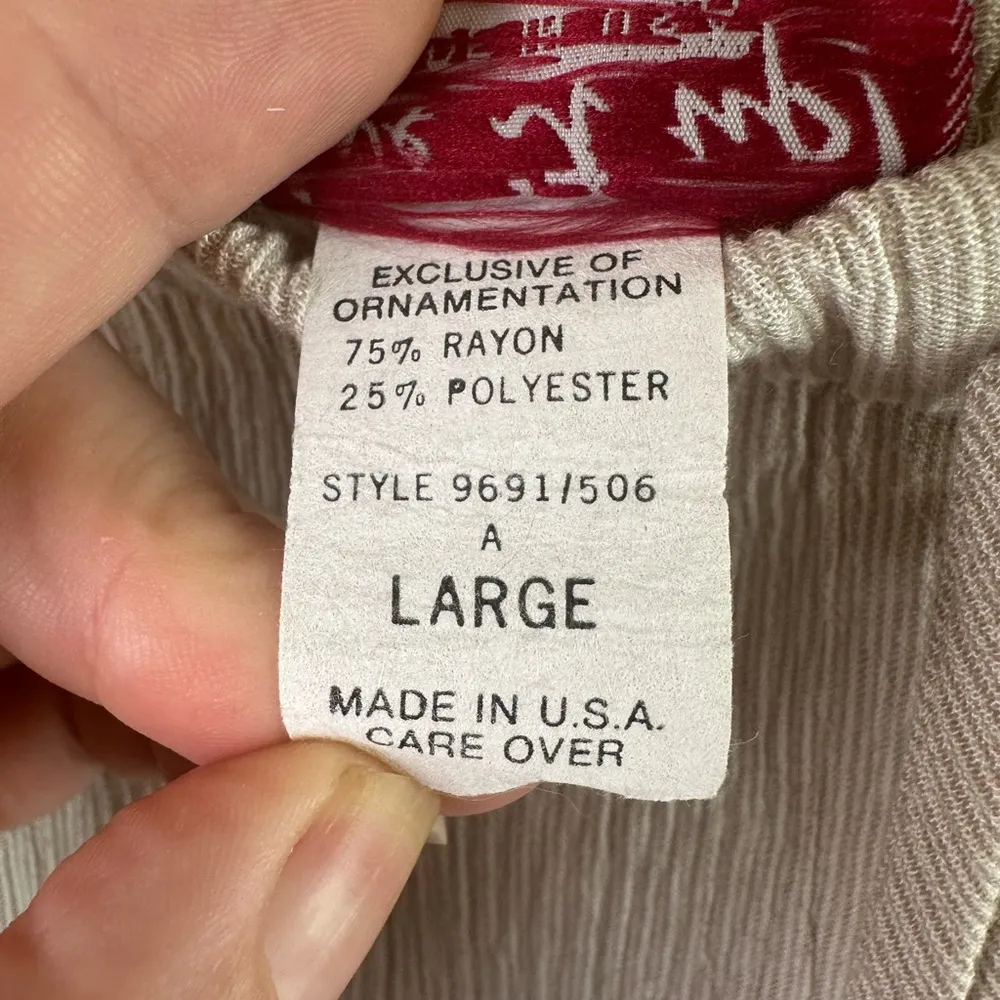 EXCLUSIVE OF
ORNAMENTATION
75% RAYON
25% POLYESTER
STYLE 9691/506
A
LARGE
MADE IN U.S.A.
CARE OVER